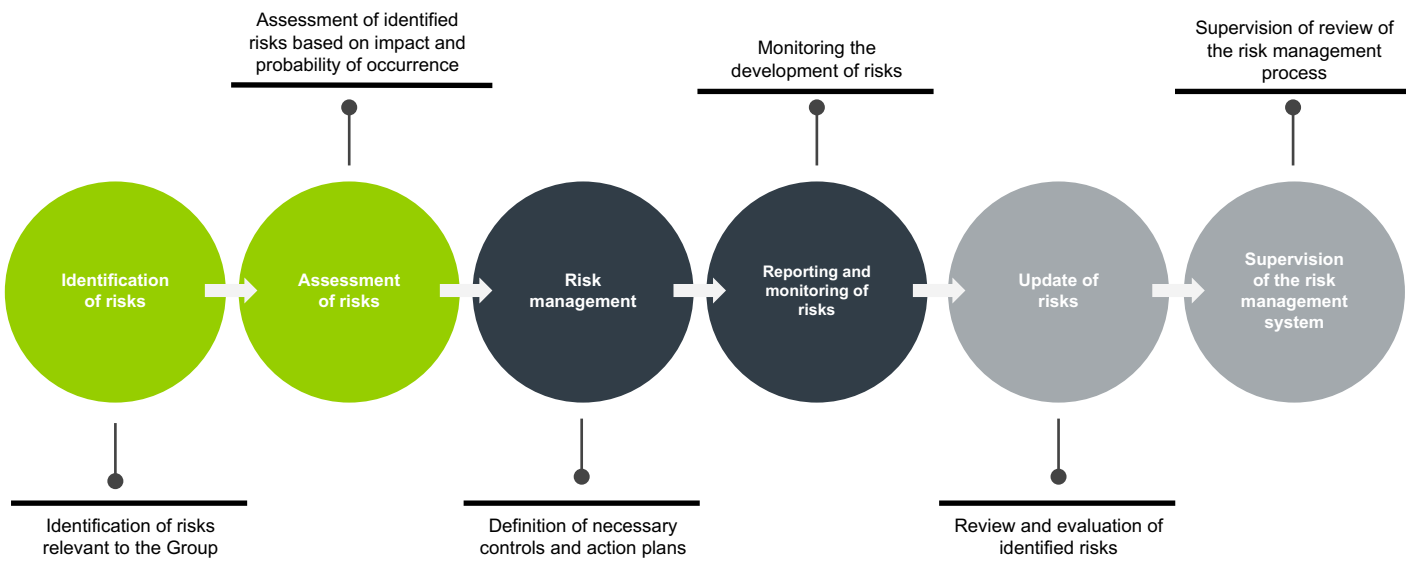 Assessment of identified
risks based on impact and
probability of occurrence
Monitoring the
development of risks
Supervision of review of
the risk management
process
Identification
of risks
Assessment
of risks
Risk
management
Reporting and
monitoring of
risks
Update of
risks
Supervision
of the risk
management
system
Identification of risks
relevant to the Group
Definition of necessary
controls and action plans
Review and evaluation of
identified risks